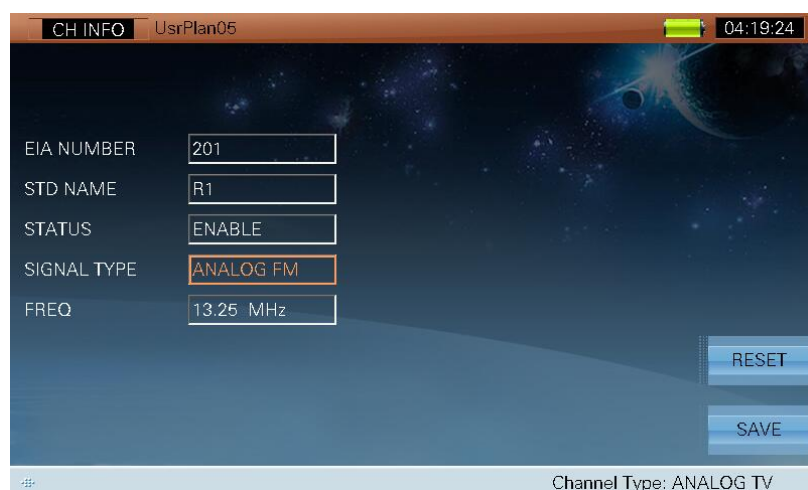 CH INFO UsrPlan05 04:19:24
EIA NUMBER 201
STD NAME R1
STATUS ENABLE
SIGNAL TYPE ANALOG FM
FREQ 13.25 MHz
RESET
SAVE
Channel Type: ANALOG TV